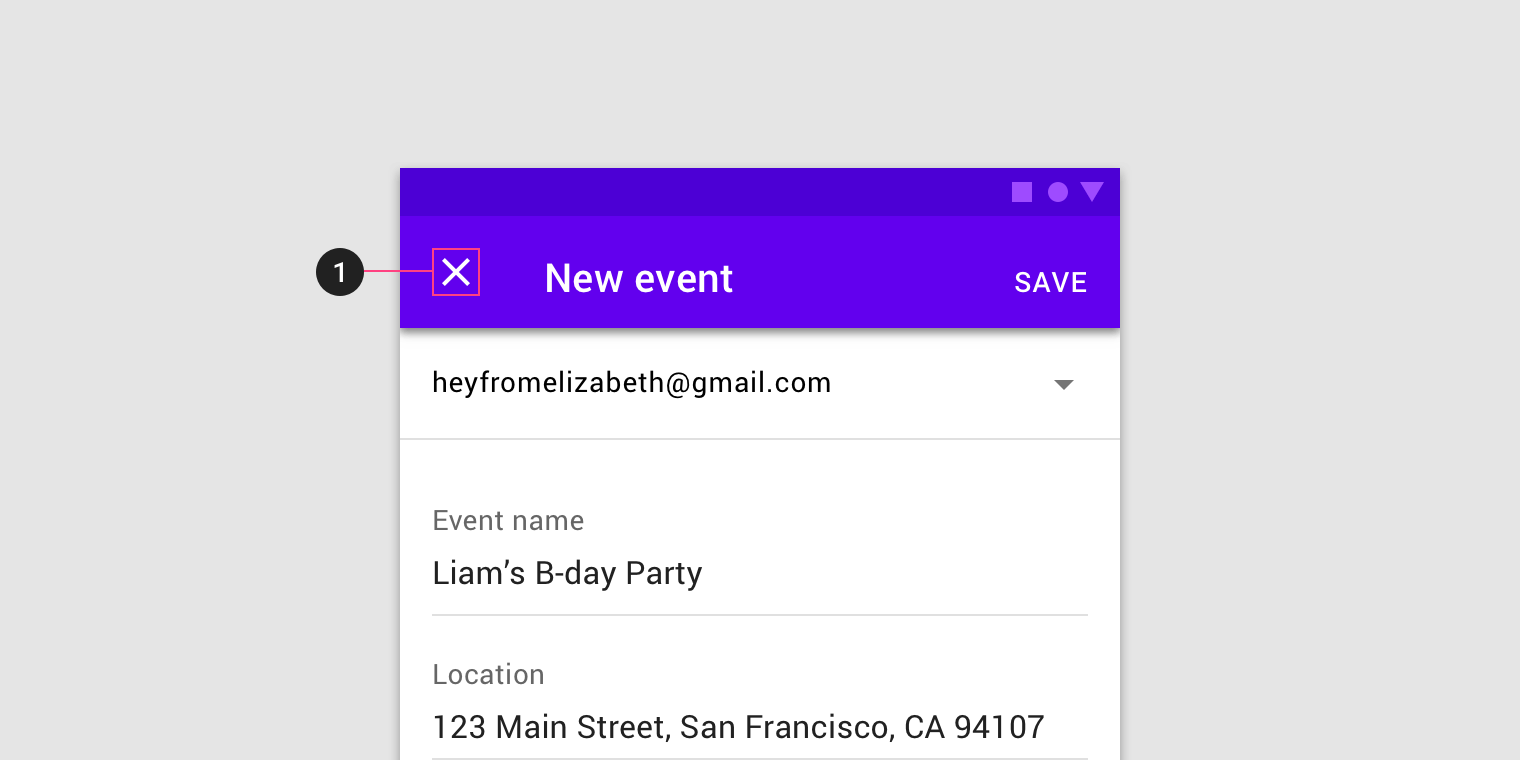 1
New event
SAVE
heyfromelizabeth@gmail.com
Event name
Liam’s B-day Party
Location
123 Main Street, San Francisco, CA 94107